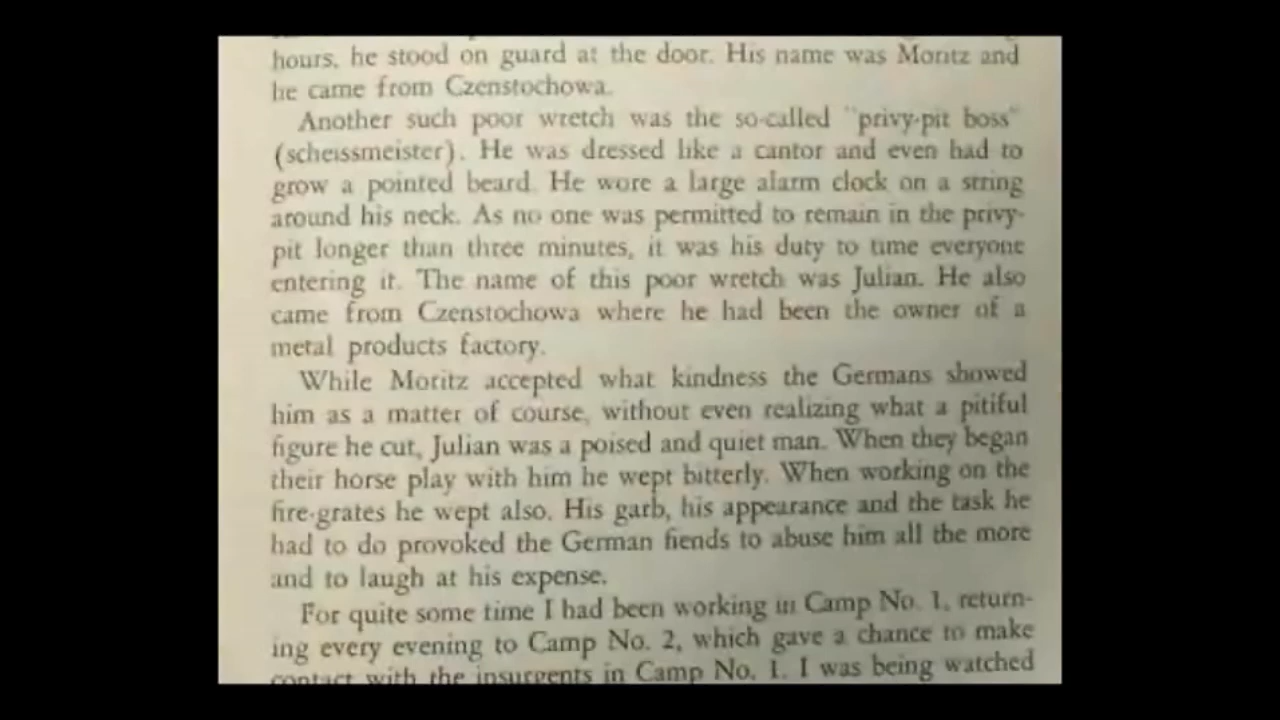 hours, he stood on guard at the door. His name was Moritz and
he came from Czenstochowa.
Another such poor wretch was the so-called "privy-pit boss"
(scheissmeister). He was dressed like a cantor and even had to
grow a pointed beard. He wore a large alarm clock on a string
around his neck. As no one was permitted to remain in the privy-
pit longer than three minutes, it was his duty to time everyone
entering it. The name of this poor wretch was Julian. He also
came from Czenstochowa where he had been the owner of a
metal products factory.
While Moritz accepted what kindness the Germans showed
him as a matter of course, without even realizing what a pitiful
figure he cut, Julian was a poised and quiet man. When they began
their horse play with him he wept bitterly. When working on the
fire-grates he wept also. His garb, his appearance and the task he
had to do provoked the German fiends to abuse him all the more
and to laugh at his expense.
For quite some time I had been working in Camp No. 1, return-
ing every evening to Camp No. 2, which gave a chance to make
contact with the insurgents in Camp No. 1. I was being watched